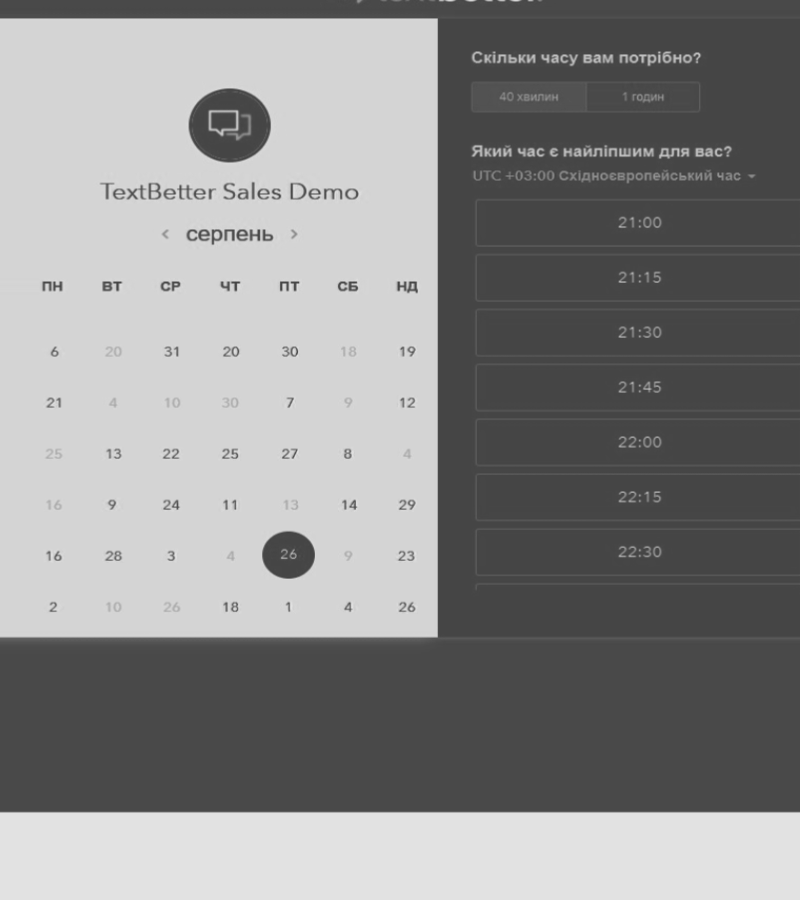 TextBetter Sales Demo
< серпень >
ПН ВТ СР ЧТ ПТ СБ НД
6 20 31 20 30 18 19
21 4 10 30 7 9 12
25 13 22 25 27 8 4
16 9 24 11 13 14 29
16 28 3 4 26 9 23
2 10 26 18 1 4 26
Скільки часу вам потрібно?
40 хвилин 1 годин
Який час є найліпшим для вас?
UTC +03:00 Східноєвропейський час
21:00
21:15
21:30
21:45
22:00
22:15
22:30